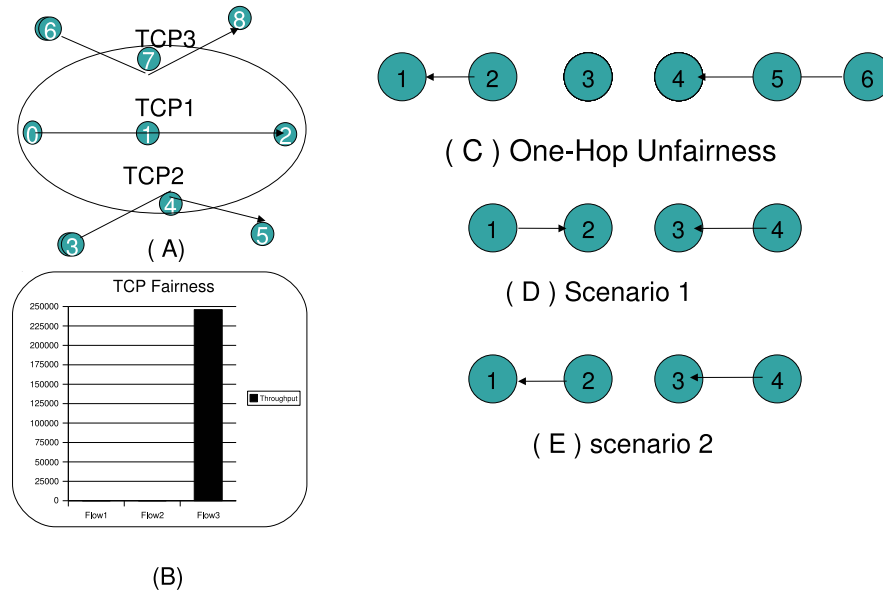 6
8
TCP3
7
TCP1
0
1
2
TCP2
4
3
5
( A)
TCP Fairness
250000
225000
200000
175000
150000
125000
100000
75000
50000
25000
0
Throughput
Flow1 Flow2 Flow3
(B)
1 2 3 4 5 6
( C ) One-Hop Unfairness
1 2 3 4
( D ) Scenario 1
1 2 3 4
( E ) scenario 2